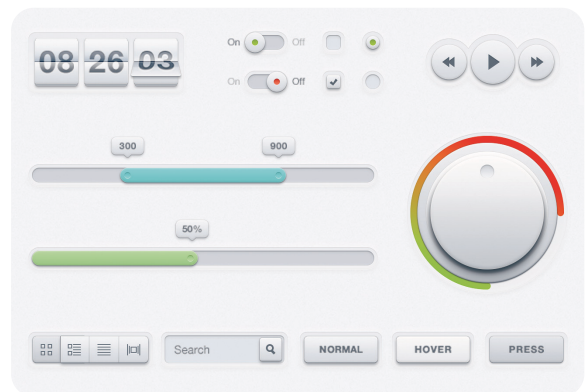 08 26 03
On Off
On Off
300 900
50%
Search
NORMAL HOVER PRESS